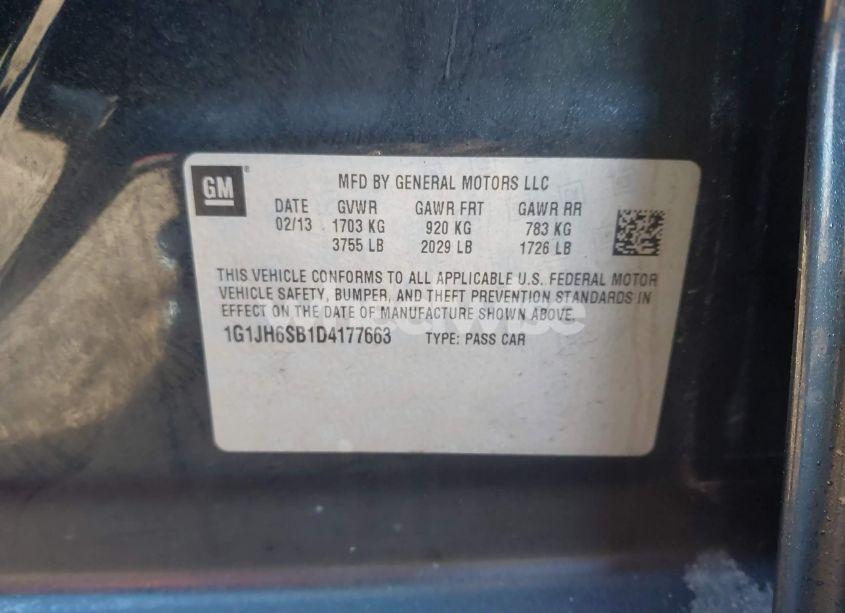 GM
MFD BY GENERAL MOTORS LLC
DATE GVWR GAWR FRT GAWR RR
02/13 1703 KG 920 KG 783 KG
3755 LB 2029 LB 1726 LB
THIS VEHICLE CONFORMS TO ALL APPLICABLE U.S. FEDERAL MOTOR
VEHICLE SAFETY, BUMPER, AND THEFT PREVENTION STANDARDS IN
EFFECT ON THE DATE OF MANUFACTURE SHOWN ABOVE.
1G1JH6SB1D4177663 TYPE: PASS CAR